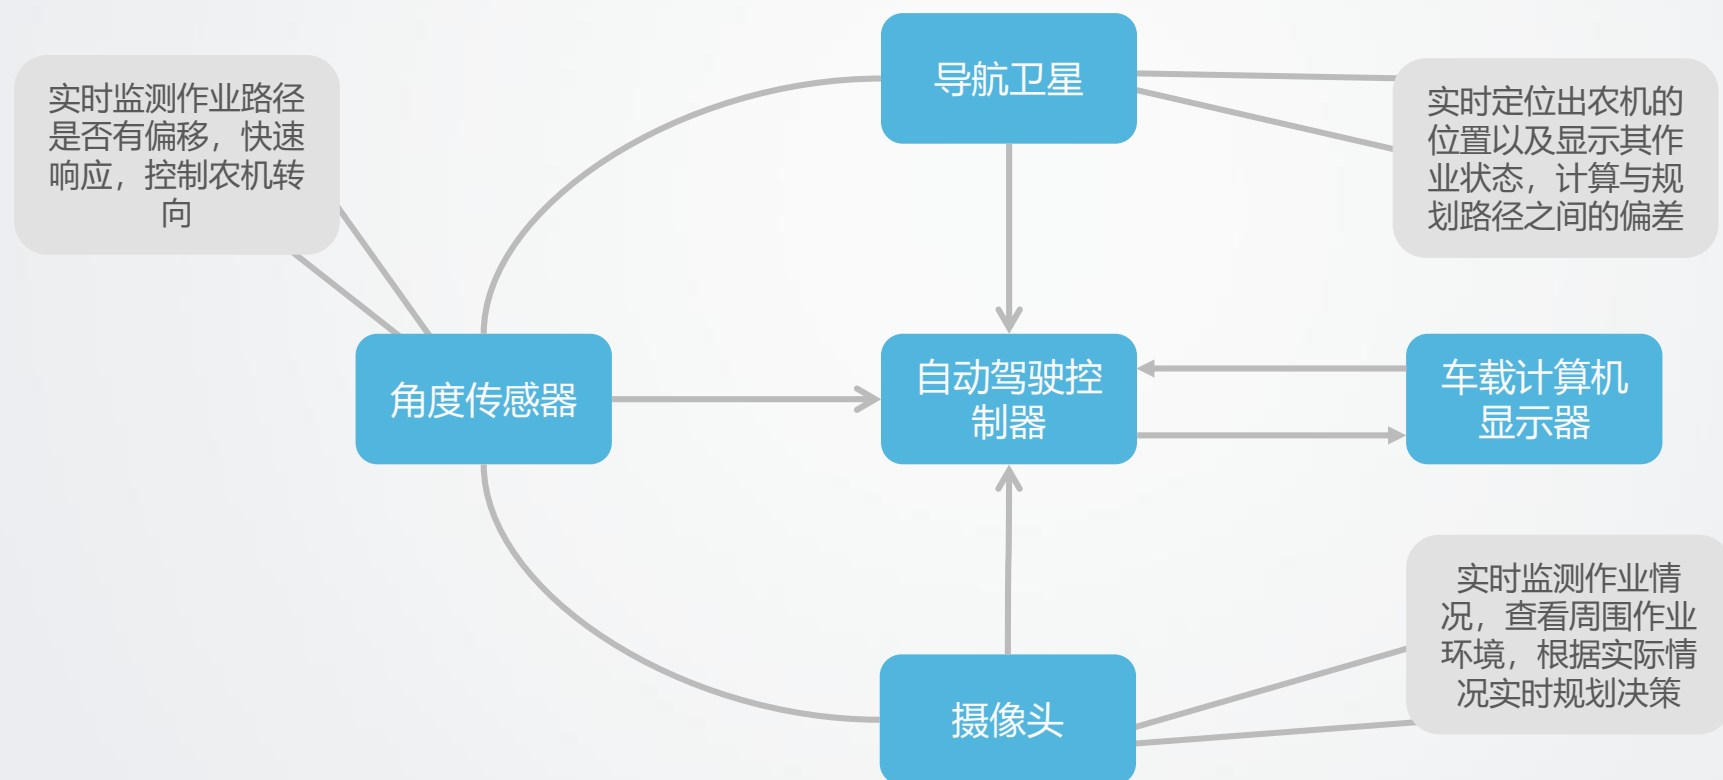 导航卫星
实时监测作业路径
是否有偏移，快速
响应，控制农机转
向
实时定位出农机的
位置以及显示其作
业状态，计算与规
划路径之间的偏差
角度传感器
自动驾驶控
制器
车载计算机
显示器
实时监测作业情
况，查看周围作业
环境，根据实际情
况实时规划决策
摄像头